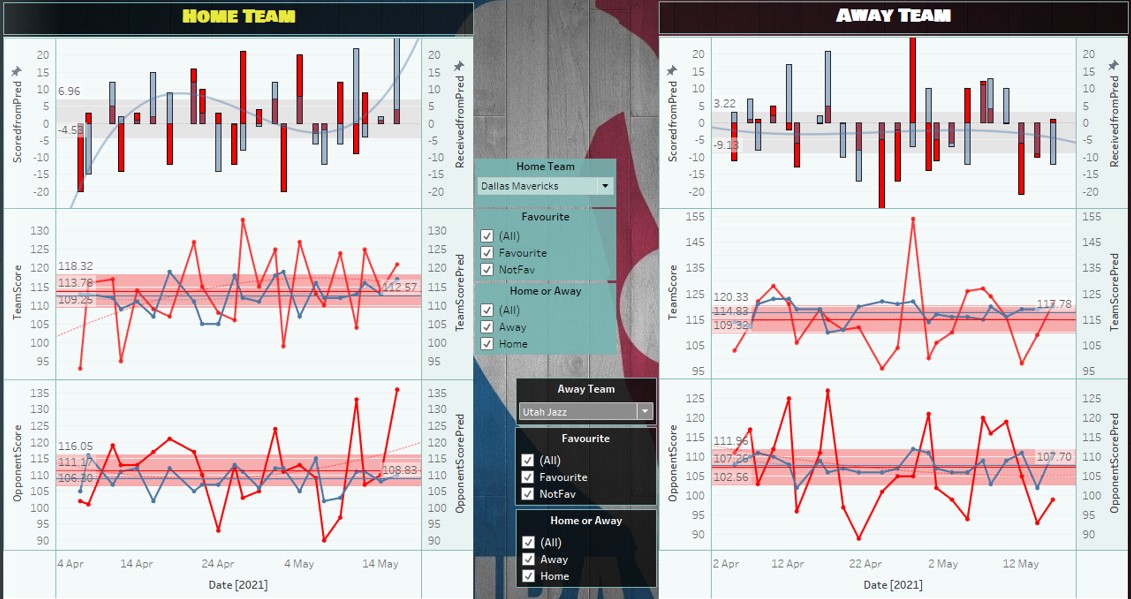 HOME TEAM
ScoredfromPred
20
15
10
5
0
-5
-10
-15
-20
6.96
-4.53
20
15
10
5
0
-5
-10
-15
-20
ReceivedfromPred
TeamScore
130
125
120
115
110
105
100
95
118.32
113.78
109.25
112.57
130
125
120
115
110
105
100
95
TeamScorePred
OpponentScore
135
130
125
120
115
110
105
100
95
90
116.05
111.17
106.30
108.83
135
130
125
120
115
110
105
100
95
90
OpponentScorePred
4 Apr
14 Apr
24 Apr
4 May
14 May
Date [2021]
Home Team
Dallas Mavericks
Favourite
(All)
Favourite
NotFav
Home or Away
(All)
Away
Home
Away Team
Utah Jazz
Favourite
(All)
Favourite
NotFav
Home or Away
(All)
Away
Home
AWAY TEAM
ScoredfromPred
20
15
10
5
0
-5
-10
-15
-20
3.22
-9.13
20
15
10
5
0
-5
-10
-15
-20
ReceivedfromPred
TeamScore
155
145
135
125
115
105
95
120.33
114.83
109.32
117.78
155
145
135
125
115
105
95
TeamScorePred
OpponentScore
125
120
115
110
105
100
95
90
111.96
107.26
102.56
107.70
125
120
115
110
105
100
95
90
OpponentScorePred
2 Apr
12 Apr
22 Apr
2 May
12 May
Date [2021]